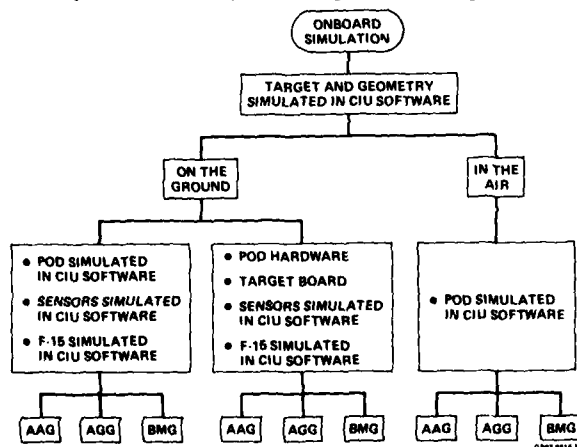 ONBOARD
SIMULATION
TARGET AND GEOMETRY
SIMULATED IN CIU SOFTWARE
ON THE
GROUND
IN THE
AIR
• POD SIMULATED
IN CIU SOFTWARE
• SENSORS SIMULATED
IN CIU SOFTWARE
• F-15 SIMULATED
IN CIU SOFTWARE
• POD HARDWARE
• TARGET BOARD
• SENSORS SIMULATED
IN CIU SOFTWARE
• F-15 SIMULATED
IN CIU SOFTWARE
• POD SIMULATED
IN CIU SOFTWARE
AAG AGG BMG AAG AGG BMG AAG AGG BMG